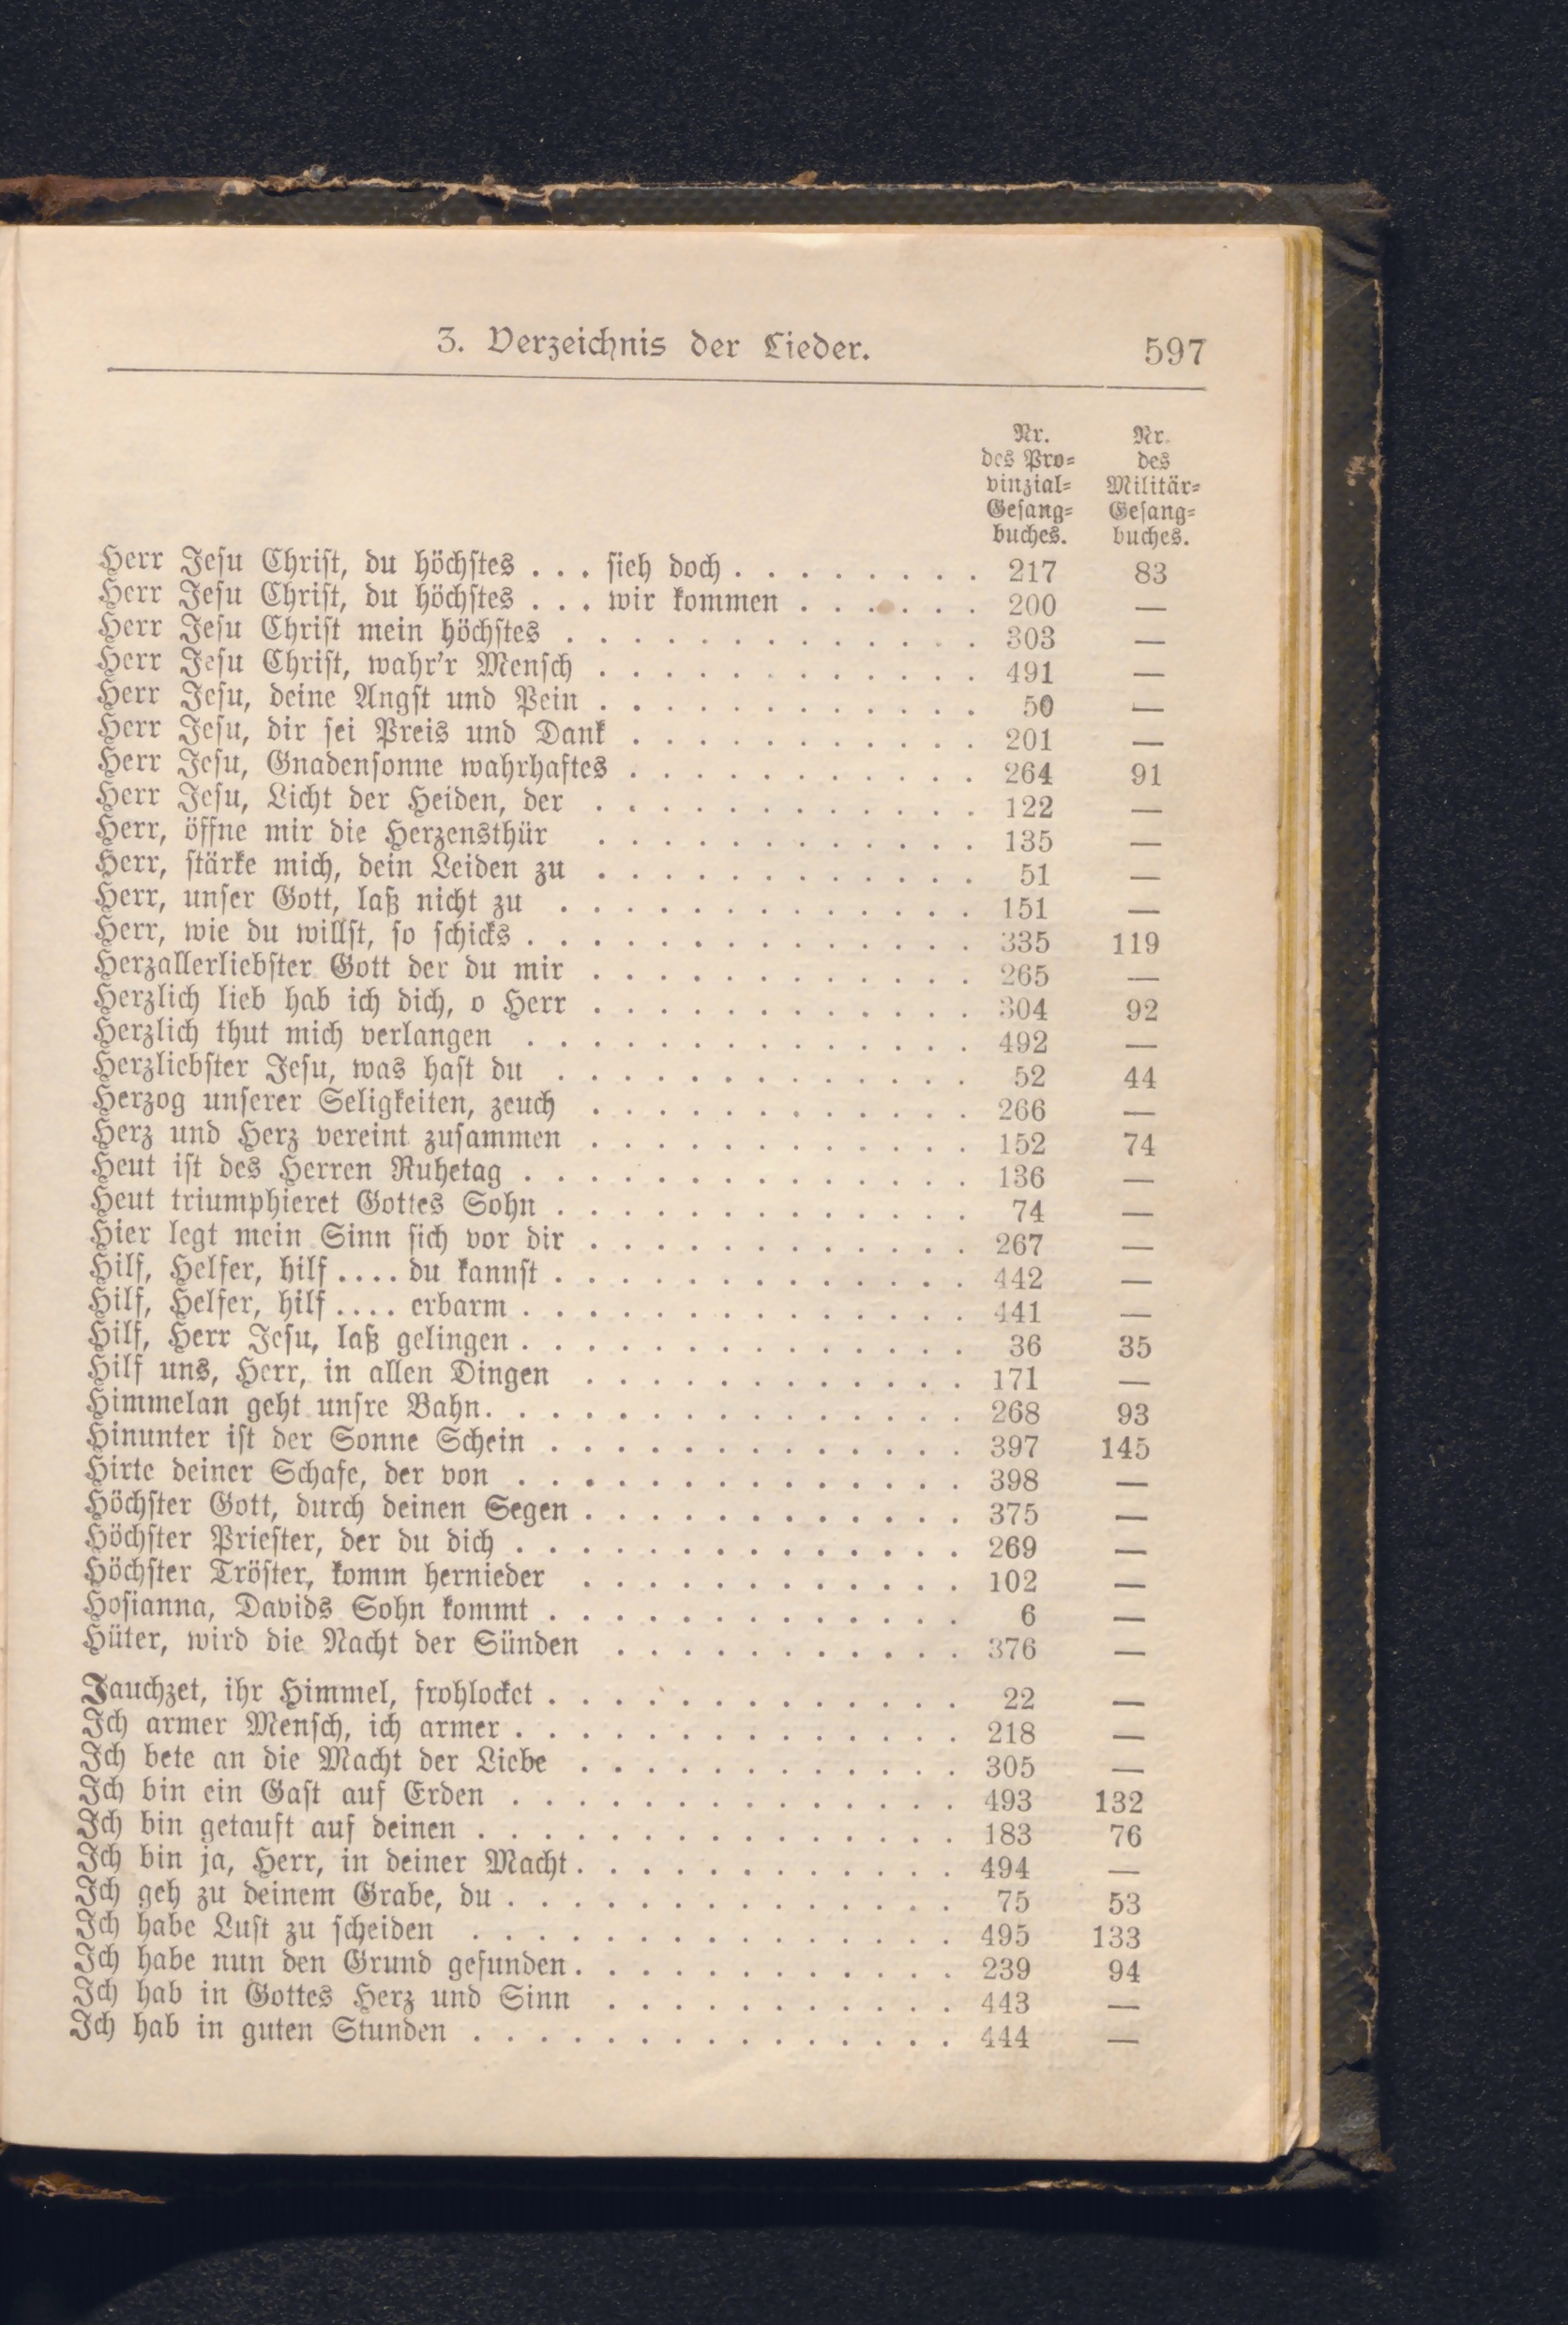 3. Verzeichnis der Lieder. 597
Nr. Nr.
des Pro= des
vinzial= Militär=
Gesang= Gesang=
buches. buches.
Herr Jesu Christ, du höchstes . . . sieh doch . . . . . . . . 217 83
Herr Jesu Christ, du höchstes . . . wir kommen . . . . . . 200 —
Herr Jesu Christ mein höchstes . . . . . . . . . . . . . 303 —
Herr Jesu Christ, wahr'r Mensch . . . . . . . . . . . . 491 —
Herr Jesu, deine Angst und Pein . . . . . . . . . . . . 50 —
Herr Jesu, dir sei Preis und Dank . . . . . . . . . . . 201 —
Herr Jesu, Gnadensonne wahrhaftes . . . . . . . . . . . 264 91
Herr Jesu, Licht der Heiden, der . . . . . . . . . . . . 122 —
Herr, öffne mir die Herzensthür . . . . . . . . . . . . 135 —
Herr, stärke mich, dein Leiden zu . . . . . . . . . . . . 51 —
Herr, unser Gott, laß nicht zu . . . . . . . . . . . . . 151 —
Herr, wie du willst, so schicks . . . . . . . . . . . . . . 335 119
Herzallerliebster Gott der du mir . . . . . . . . . . . . 265 —
Herzlich lieb hab ich dich, o Herr . . . . . . . . . . . . 304 92
Herzlich thut mich verlangen . . . . . . . . . . . . . . 492 —
Herzliebster Jesu, was hast du . . . . . . . . . . . . . 52 44
Herzog unserer Seligkeiten, zeuch . . . . . . . . . . . . 266 —
Herz und Herz vereint zusammen . . . . . . . . . . . . 152 74
Heut ist des Herren Ruhetag . . . . . . . . . . . . . . 136 —
Heut triumphieret Gottes Sohn . . . . . . . . . . . . . 74 —
Hier legt mein Sinn sich vor dir . . . . . . . . . . . . 267 —
Hilf, Helfer, hilf . . . . du kannst . . . . . . . . . . . . . 442 —
Hilf, Helfer, hilf . . . . erbarm . . . . . . . . . . . . . . 441 —
Hilf, Herr Jesu, laß gelingen . . . . . . . . . . . . . . 36 35
Hilf uns, Herr, in allen Dingen . . . . . . . . . . . . 171 —
Himmelan geht unsre Bahn. . . . . . . . . . . . . . . 268 93
Hinunter ist der Sonne Schein . . . . . . . . . . . . . 397 145
Hirte deiner Schafe, der von . . . . . . . . . . . . . . 398 —
Höchster Gott, durch deinen Segen . . . . . . . . . . . . 375 —
Höchster Priester, der du dich . . . . . . . . . . . . . . 269 —
Höchster Tröster, komm hernieder . . . . . . . . . . . . 102 —
Hosianna, Davids Sohn kommt . . . . . . . . . . . . . 6 —
Hüter, wird die Nacht der Sünden . . . . . . . . . . . 376 —
Jauchzet, ihr Himmel, frohlocket . . . . . . . . . . . . . 22 —
Ich armer Mensch, ich armer . . . . . . . . . . . . . . 218 —
Ich bete an die Macht der Liebe . . . . . . . . . . . . 305 —
Ich bin ein Gast auf Erden . . . . . . . . . . . . . . 493 132
Ich bin getauft auf deinen . . . . . . . . . . . . . . . 183 76
Ich bin ja, Herr, in deiner Macht. . . . . . . . . . . . 494 —
Ich geh zu deinem Grabe, du . . . . . . . . . . . . . . 75 53
Ich habe Lust zu scheiden . . . . . . . . . . . . . . . 495 133
Ich habe nun den Grund gefunden. . . . . . . . . . . . 239 94
Ich hab in Gottes Herz und Sinn . . . . . . . . . . . 443 —
Ich hab in guten Stunden . . . . . . . . . . . . . . . 444 —